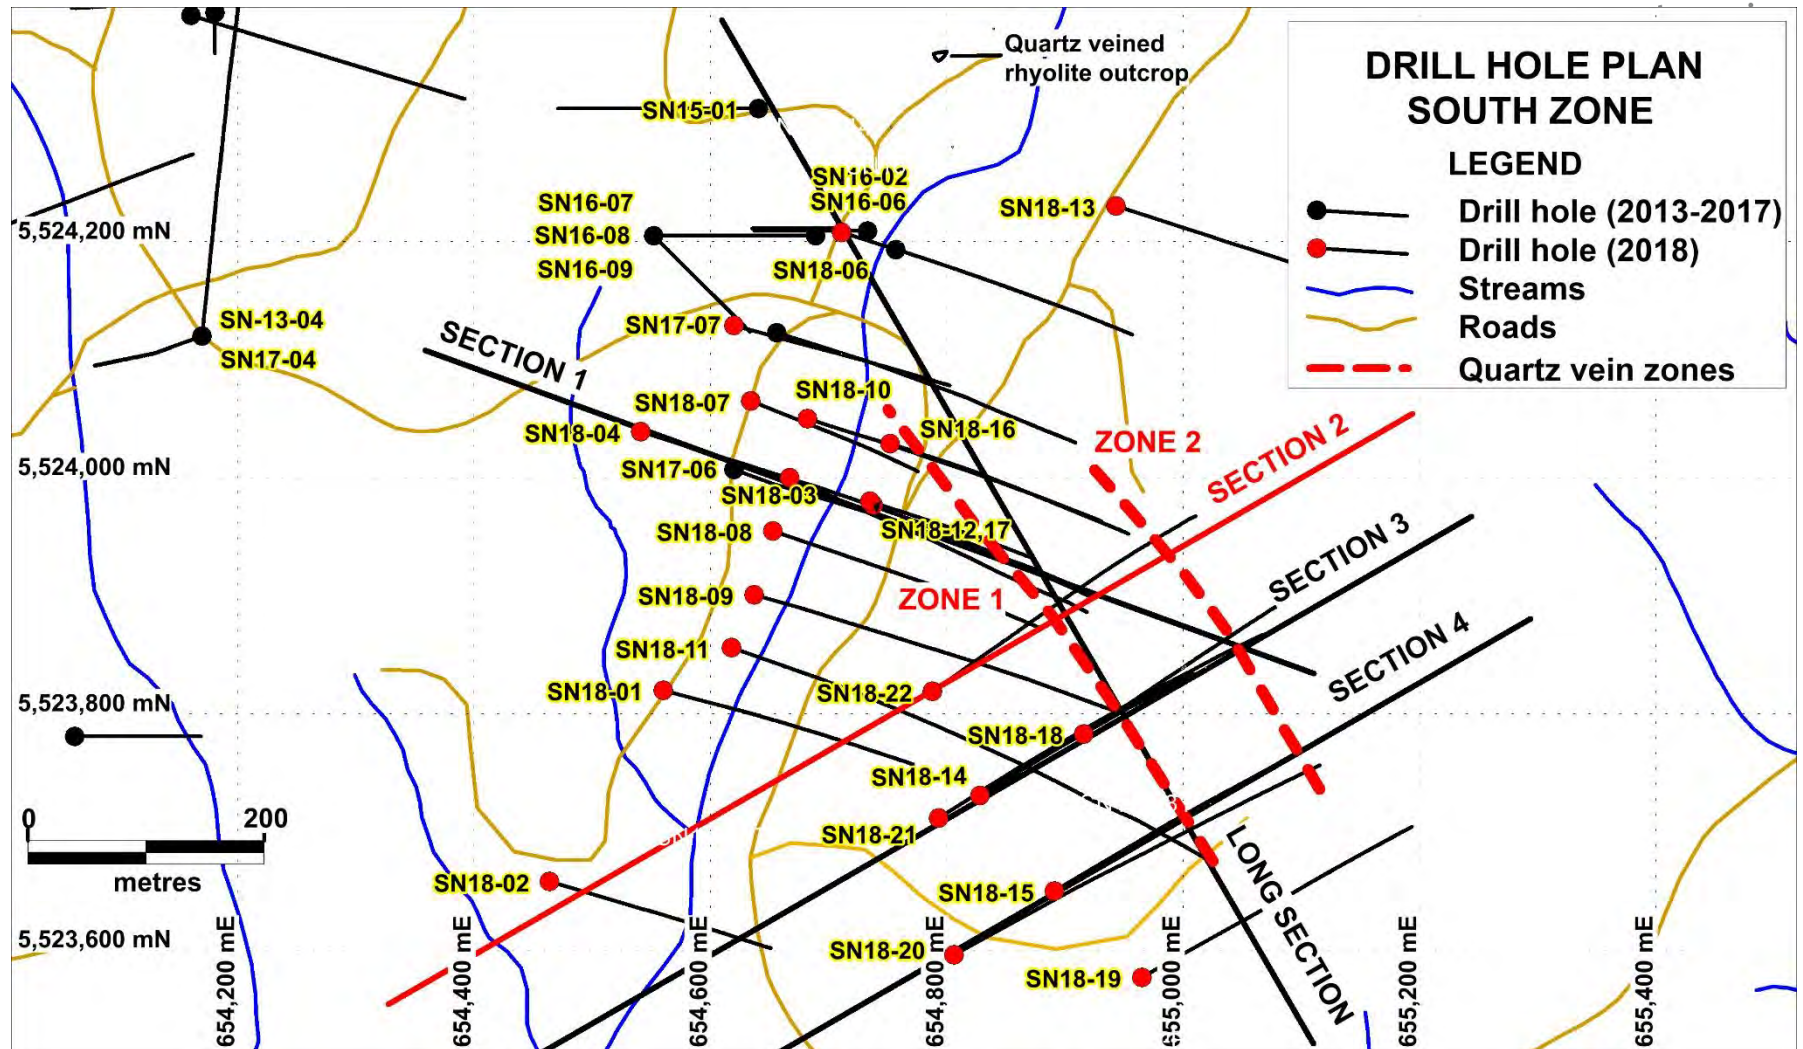 Quartz veined
rhyolite outcrop
DRILL HOLE PLAN
SOUTH ZONE
LEGEND
Drill hole (2013-2017)
Drill hole (2018)
Streams
Roads
Quartz vein zones
SN15-01
SN16-02
SN16-06
SN16-07
SN16-08
SN16-09
SN18-06
SN18-13
5,524,200 mN
SN-13-04
SN17-04
SN17-07
SECTION 1
SN18-07
SN18-10
SN18-04
SN18-16
ZONE 2
SECTION 2
5,524,000 mN
SN17-06
SN18-03
SN18-12,17
SN18-08
SECTION 3
SN18-09
ZONE 1
SN18-11
SECTION 4
SN18-01
SN18-22
5,523,800 mN
SN18-18
SN18-14
SN18-21
0 200
metres
LONG SECTION
SN18-02
SN18-15
5,523,600 mN
SN18-20
SN18-19
654,200 mE
654,400 mE
654,600 mE
654,800 mE
655,000 mE
655,200 mE
655,400 mE